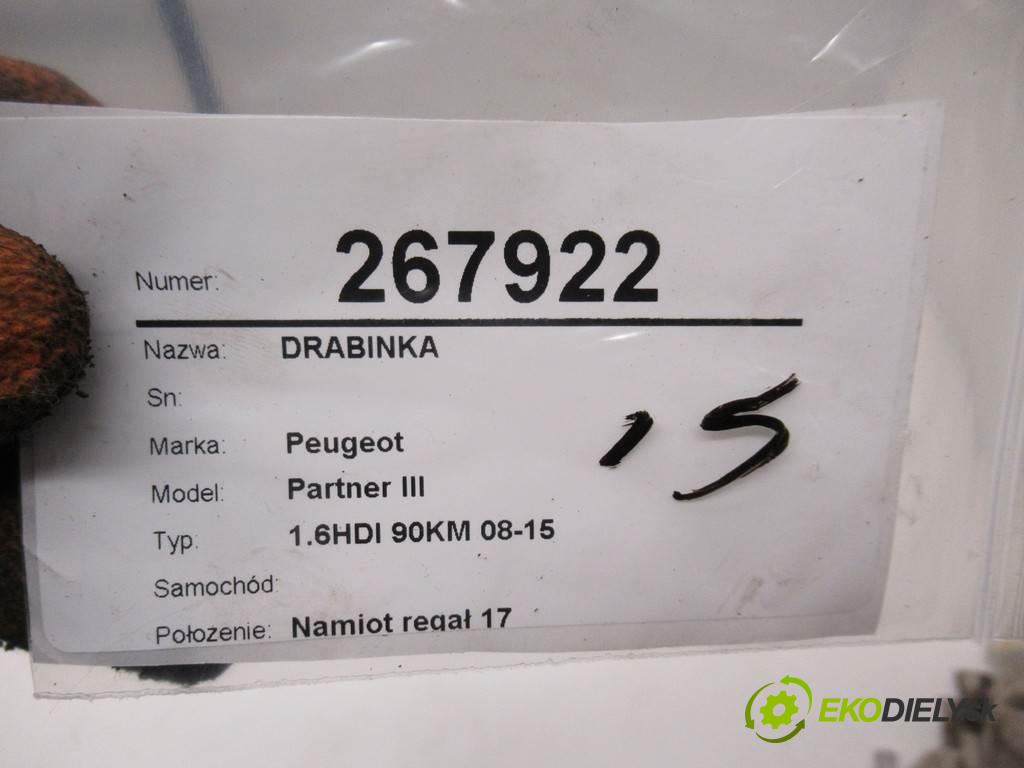 Numer: 267922
Nazwa: DRABINKA
Sn:
Marka: Peugeot
15
Model: Partner III
Typ: 1.6HDI 90KM 08-15
Samochód:
Położenie: Namiot regał 17
EKODIELY.sk